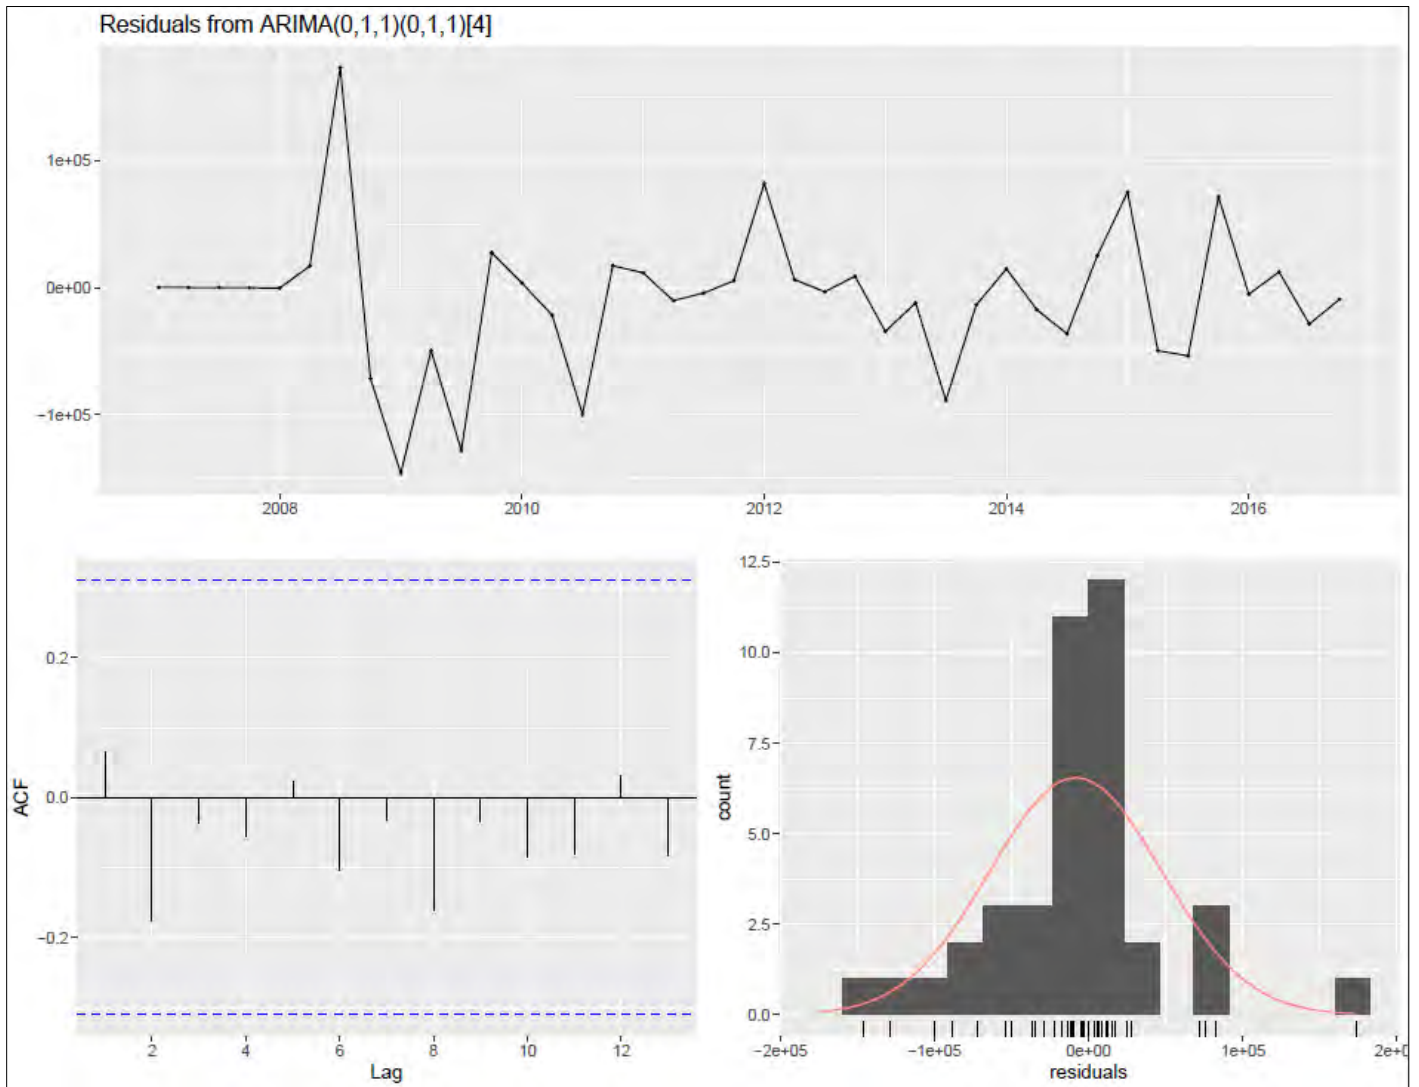 Residuals from ARIMA(0,1,1)(0,1,1)[4]
1e+05
0e+00
−1e+05
2008 2010 2012 2014 2016
0.2
0.0
−0.2
ACF
2 4 6 8 10 12
Lag
12.5
10.0
7.5
5.0
2.5
0.0
count
−2e+05 −1e+05 0e+00 1e+05 2e+0
residuals